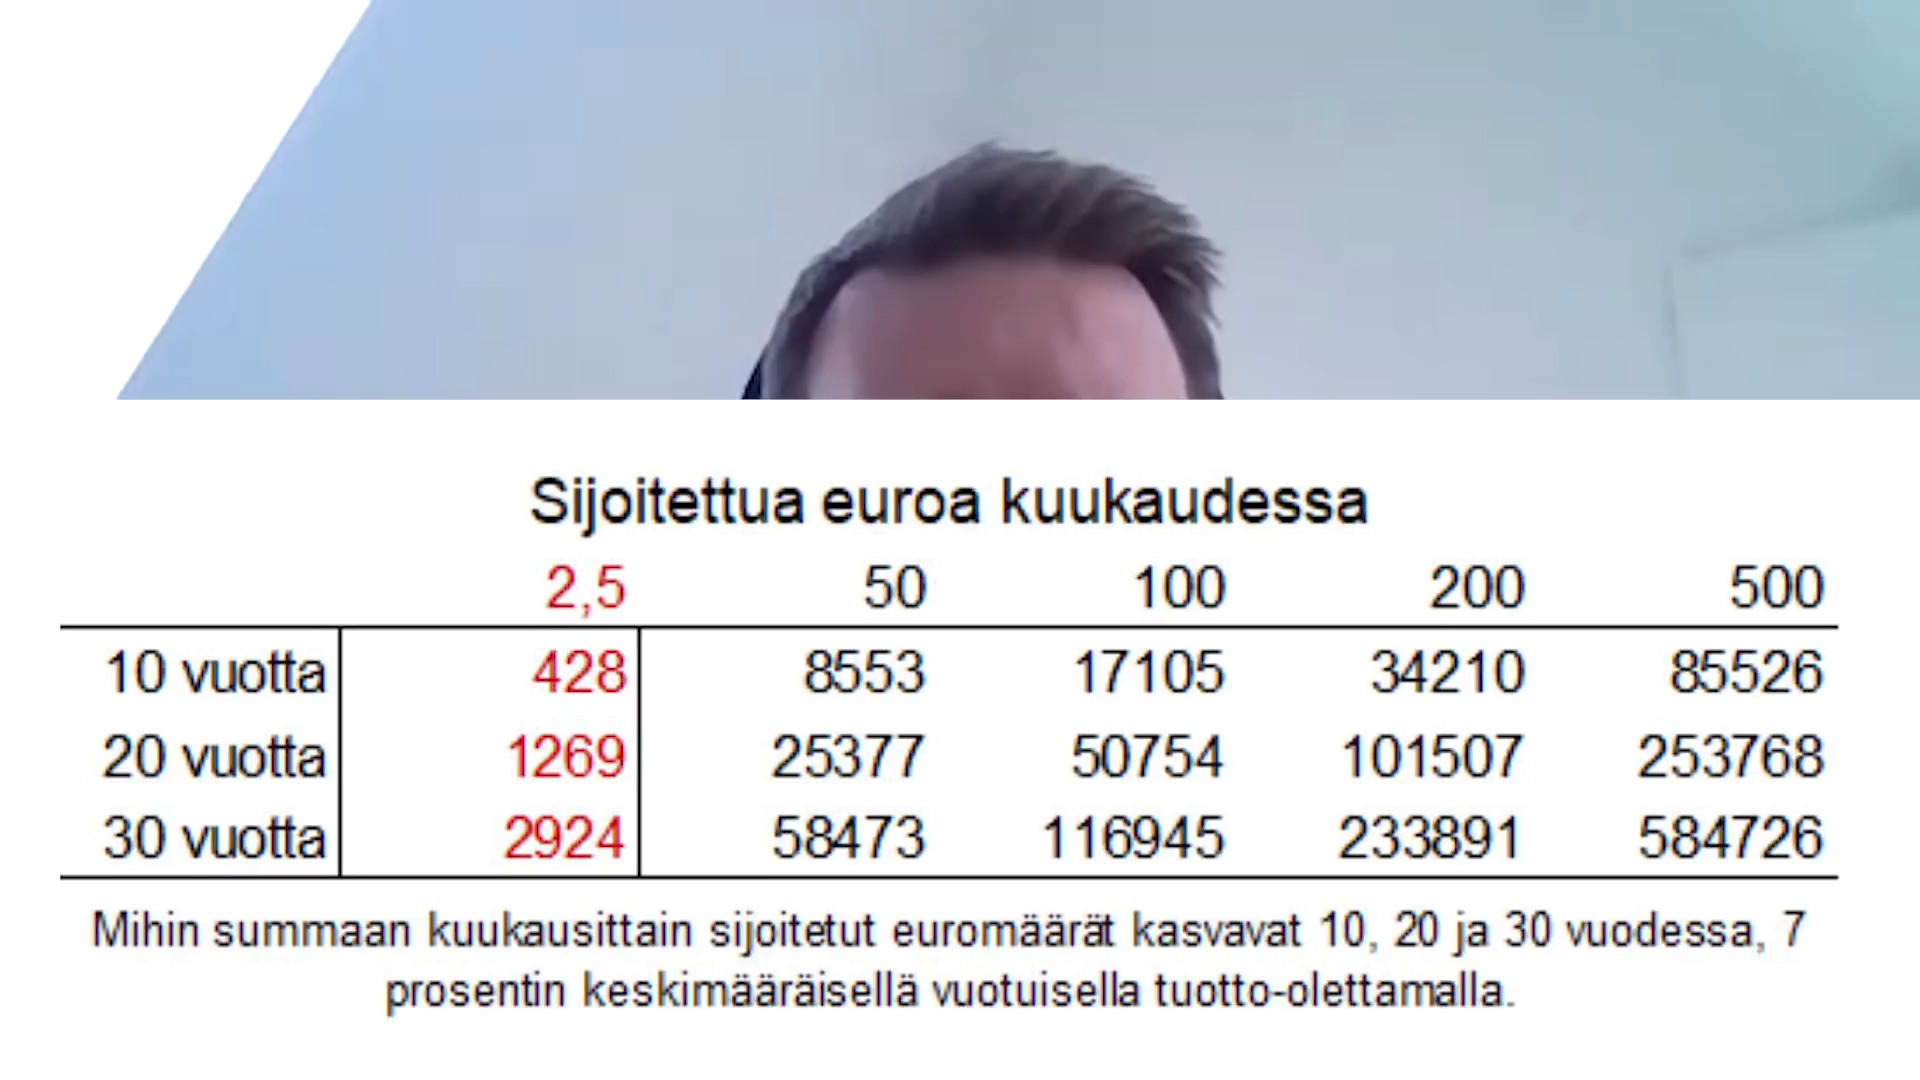 Sijoitettua euroa kuukaudessa
2,5 50 100 200 500
10 vuotta 428 8553 17105 34210 85526
20 vuotta 1269 25377 50754 101507 253768
30 vuotta 2924 58473 116945 233891 584726
Mihin summaan kuukausittain sijoitetut euromäärät kasvavat 10, 20 ja 30 vuodessa, 7
prosentin keskimääräisellä vuotuisella tuotto-olettamalla.